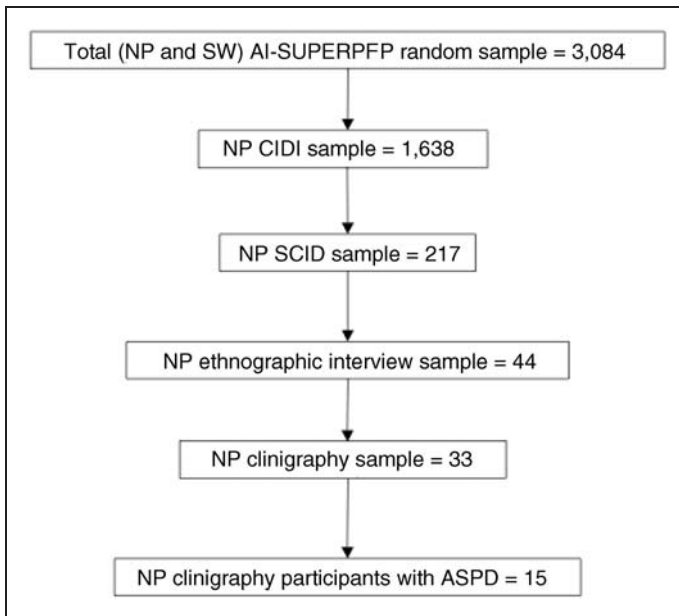 Total (NP and SW) AI-SUPERPFP random sample = 3,084
NP CIDI sample = 1,638
NP SCID sample = 217
NP ethnographic interview sample = 44
NP clinigraphy sample = 33
NP clinigraphy participants with ASPD = 15